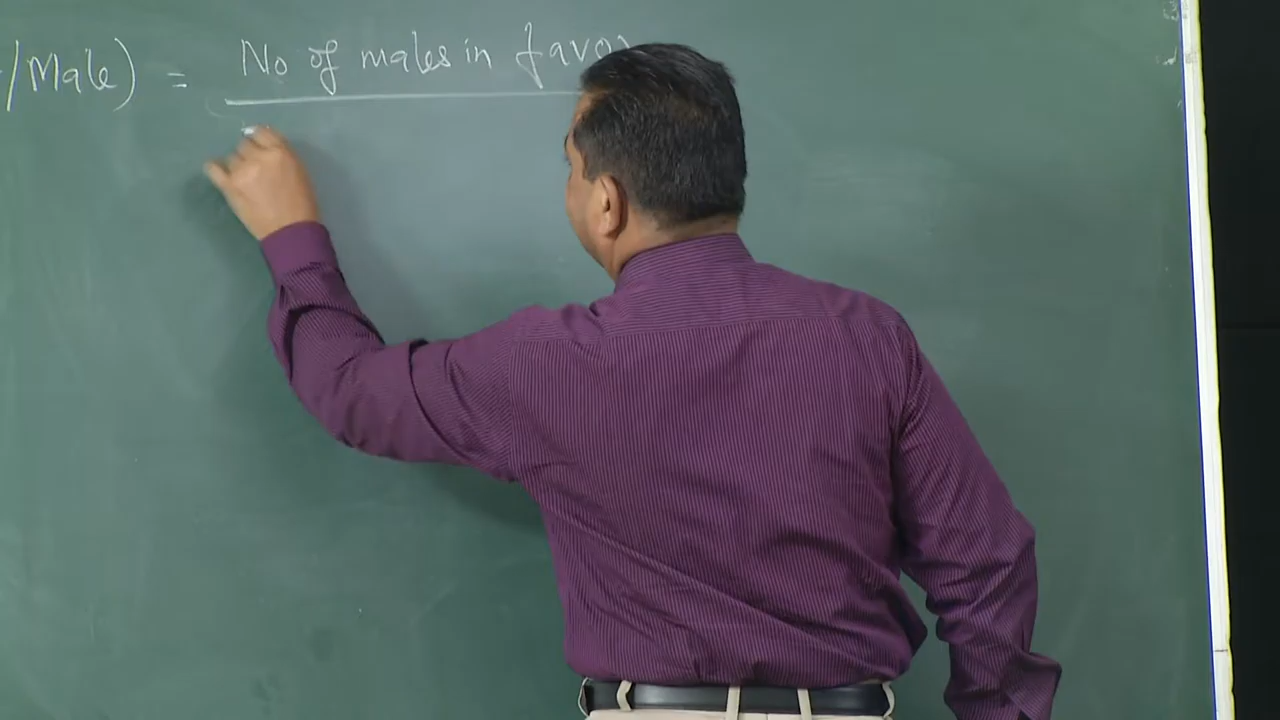 /Male) = No of males in favo